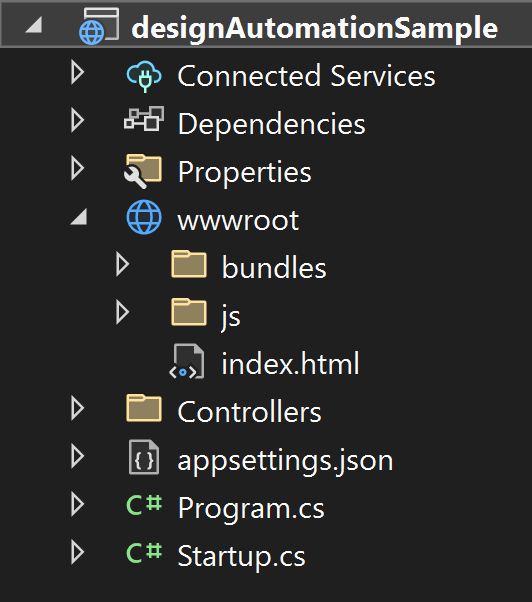 designAutomationSample
Connected Services
Dependencies
Properties
wwwroot
bundles
js
index.html
Controllers
appsettings.json
C# Program.cs
C# Startup.cs